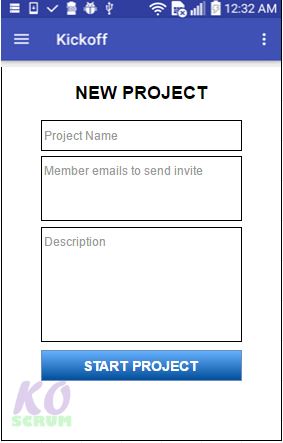 12:32 AM
Kickoff
NEW PROJECT
Project Name
Member emails to send invite
Description
START PROJECT
KO
SCRUM